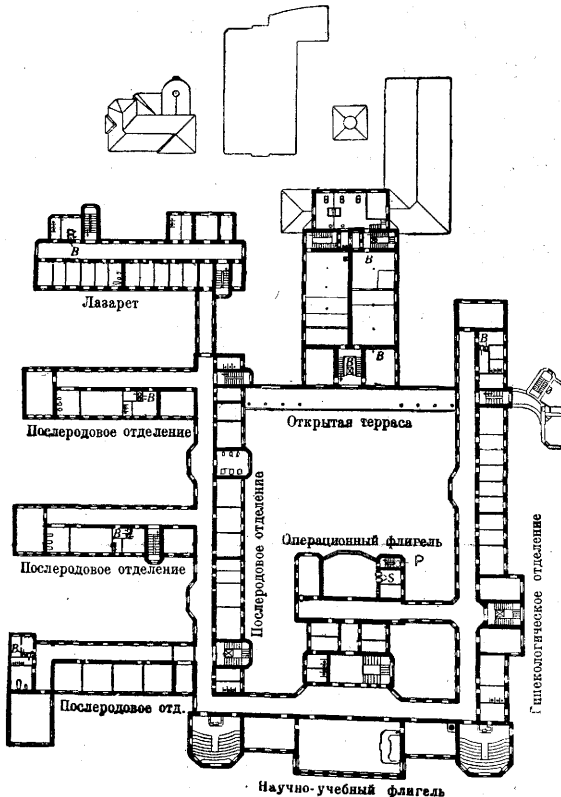 B
B
Лазарет
B
B
B
B
B
Послеродовое отделение
Открытая терраса
B
Послеродовое отделение
Послеродовое отделение
Операционный флигель
P
S
Гинекологическое отделение
B
Послеродовое отд.
Научно-учебный флигель